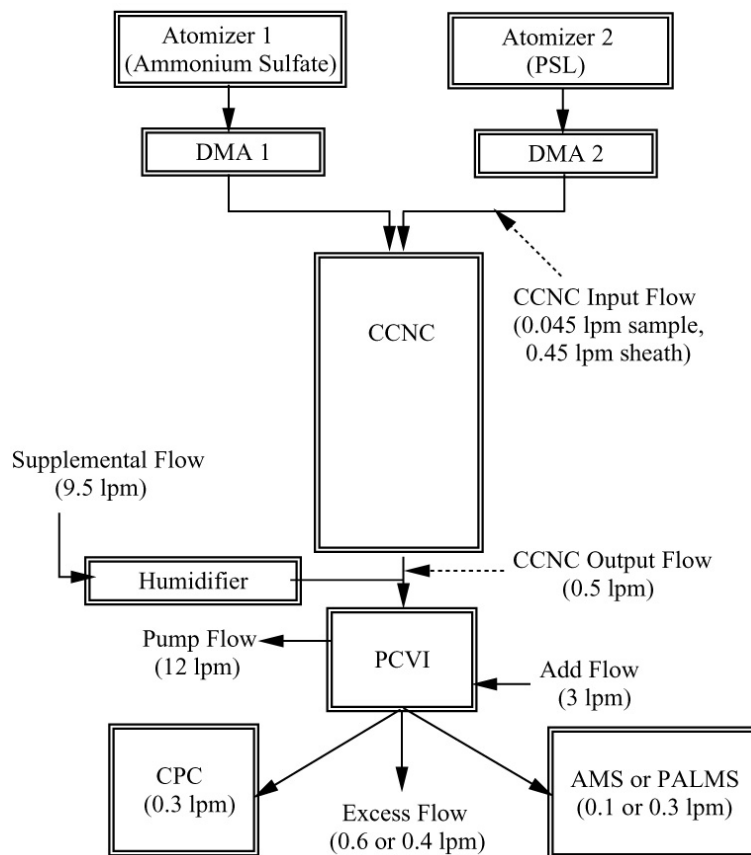 Atomizer 1
(Ammonium Sulfate)
Atomizer 2
(PSL)
DMA 1
DMA 2
CCNC
CCNC Input Flow
(0.045 lpm sample,
0.45 lpm sheath)
Supplemental Flow
(9.5 lpm)
Humidifier
CCNC Output Flow
(0.5 lpm)
Pump Flow
(12 lpm)
PCVI
Add Flow
(3 lpm)
CPC
(0.3 lpm)
Excess Flow
(0.6 or 0.4 lpm)
AMS or PALMS
(0.1 or 0.3 lpm)